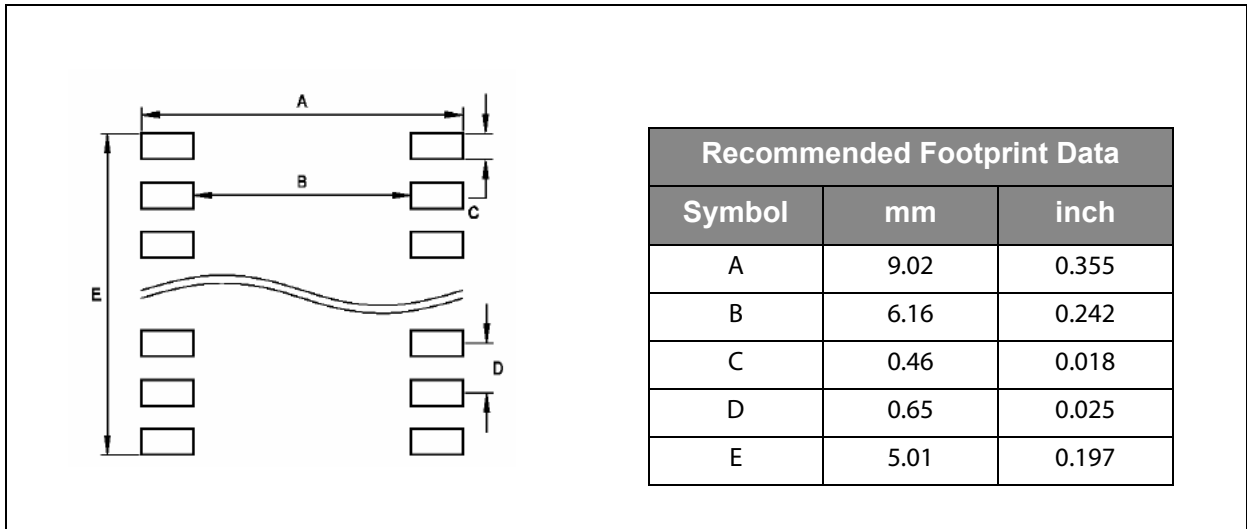 A
B
C
E
D
Recommended Footprint Data
Symbol mm inch
A 9.02 0.355
B 6.16 0.242
C 0.46 0.018
D 0.65 0.025
E 5.01 0.197